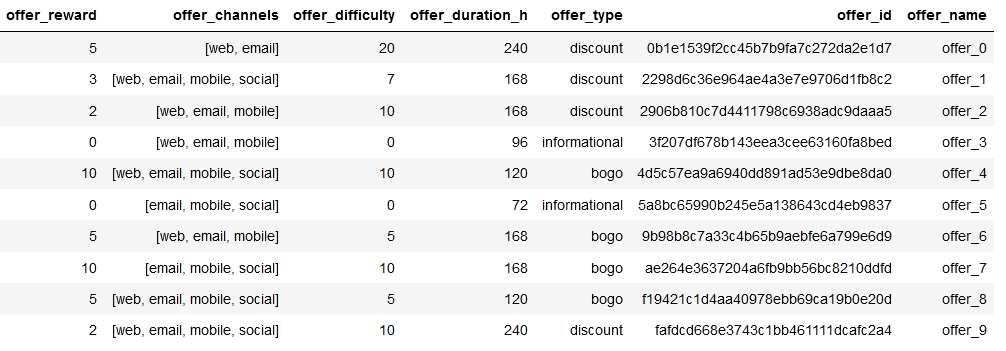 offer_reward offer_channels offer_difficulty offer_duration_h offer_type offer_id offer_name
5 [web, email] 20 240 discount 0b1e1539f2cc45b7b9fa7c272da2e1d7 offer_0
3 [web, email, mobile, social] 7 168 discount 2298d6c36e964ae4a3e7e9706d1fb8c2 offer_1
2 [web, email, mobile] 10 168 discount 2906b810c7d4411798c6938adc9daaa5 offer_2
0 [web, email, mobile] 0 96 informational 3f207df678b143eea3cee63160fa8bed offer_3
10 [web, email, mobile, social] 10 120 bogo 4d5c57ea9a6940dd891ad53e9dbe8da0 offer_4
0 [email, mobile, social] 0 72 informational 5a8bc65990b245e5a138643cd4eb9837 offer_5
5 [web, email, mobile] 5 168 bogo 9b98b8c7a33c4b65b9aebfe6a799e6d9 offer_6
10 [email, mobile, social] 10 168 bogo ae264e3637204a6fb9bb56bc8210ddfd offer_7
5 [web, email, mobile, social] 5 120 bogo f19421c1d4aa40978ebb69ca19b0e20d offer_8
2 [web, email, mobile, social] 10 240 discount fafdcd668e3743c1bb461111dcafc2a4 offer_9